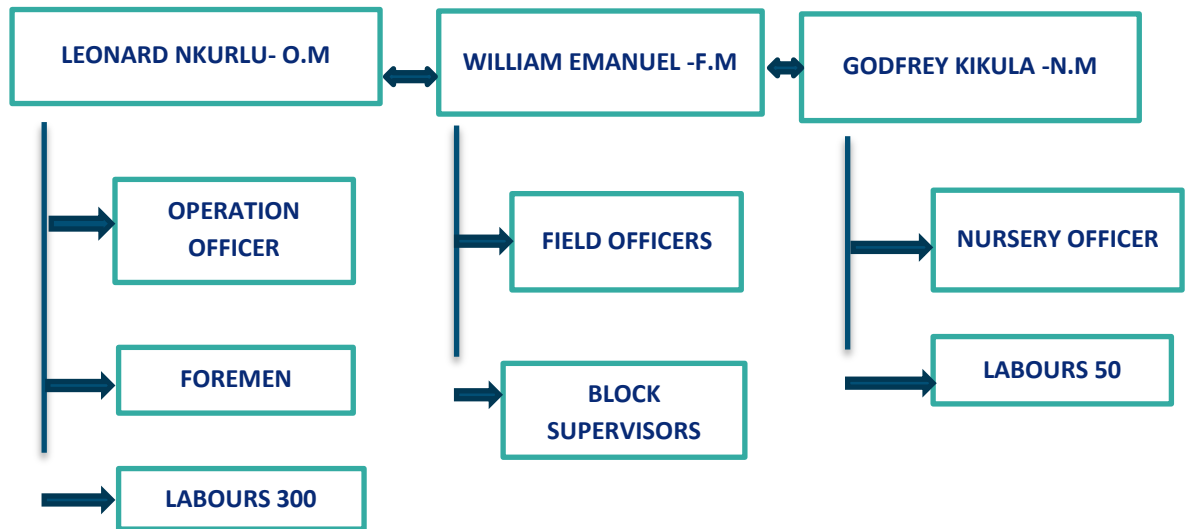 LEONARD NKURLU- O.M
WILLIAM EMANUEL -F.M
GODFREY KIKULA -N.M
OPERATION
OFFICER
FIELD OFFICERS
NURSERY OFFICER
FOREMEN
BLOCK
SUPERVISORS
LABOURS 50
LABOURS 300